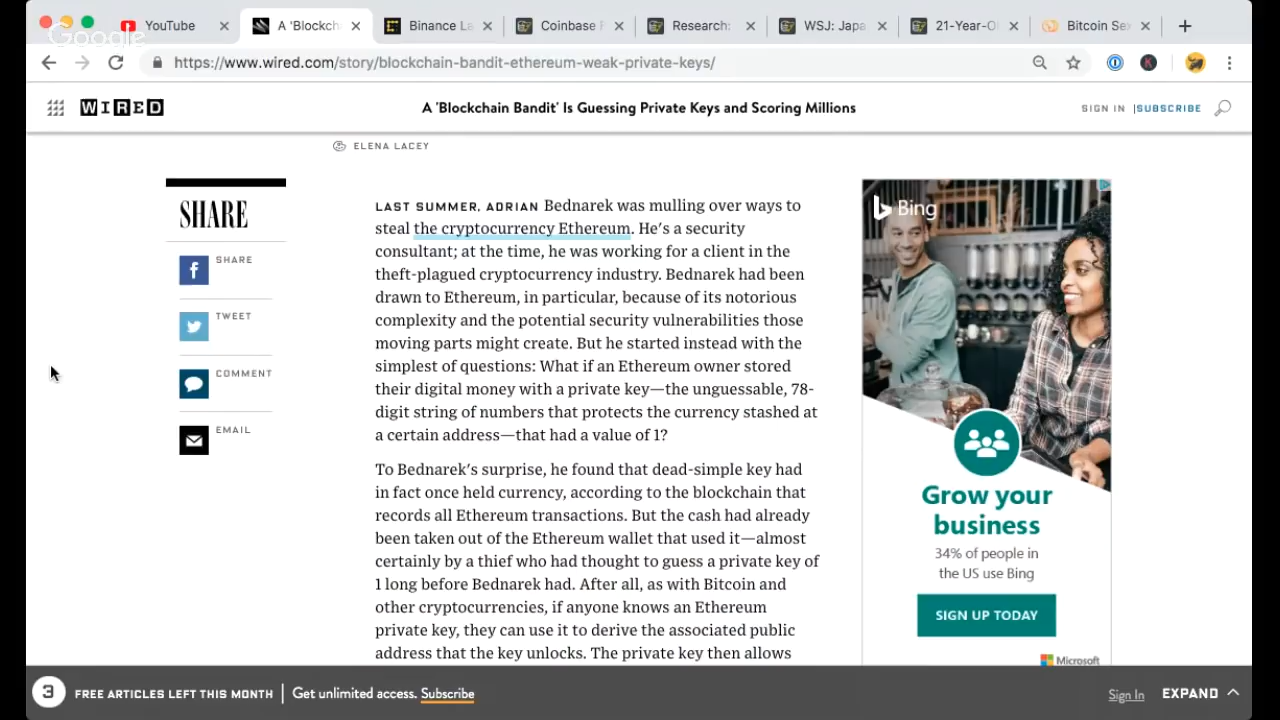 Google
YouTube
A 'Blockch
Binance La
Coinbase
Research:
WSJ: Japa
21-Year-O
Bitcoin Se
https://www.wired.com/story/blockchain-bandit-ethereum-weak-private-keys/
WIRED
A 'Blockchain Bandit' Is Guessing Private Keys and Scoring Millions
SIGN IN |SUBSCRIBE
ELENA LACEY
SHARE
SHARE
TWEET
COMMENT
EMAIL
LAST SUMMER, ADRIAN Bednarek was mulling over ways to
steal the cryptocurrency Ethereum. He's a security
consultant; at the time, he was working for a client in the
theft-plagued cryptocurrency industry. Bednarek had been
drawn to Ethereum, in particular, because of its notorious
complexity and the potential security vulnerabilities those
moving parts might create. But he started instead with the
simplest of questions: What if an Ethereum owner stored
their digital money with a private key—the unguessable, 78-
digit string of numbers that protects the currency stashed at
a certain address—that had a value of 1?
To Bednarek's surprise, he found that dead-simple key had
in fact once held currency, according to the blockchain that
records all Ethereum transactions. But the cash had already
been taken out of the Ethereum wallet that used it—almost
certainly by a thief who had thought to guess a private key of
1 long before Bednarek had. After all, as with Bitcoin and
other cryptocurrencies, if anyone knows an Ethereum
private key, they can use it to derive the associated public
address that the key unlocks. The private key then allows
Bing
Grow your
business
34% of people in
the US use Bing
SIGN UP TODAY
Microsoft
3 FREE ARTICLES LEFT THIS MONTH | Get unlimited access. Subscribe
Sign In
EXPAND